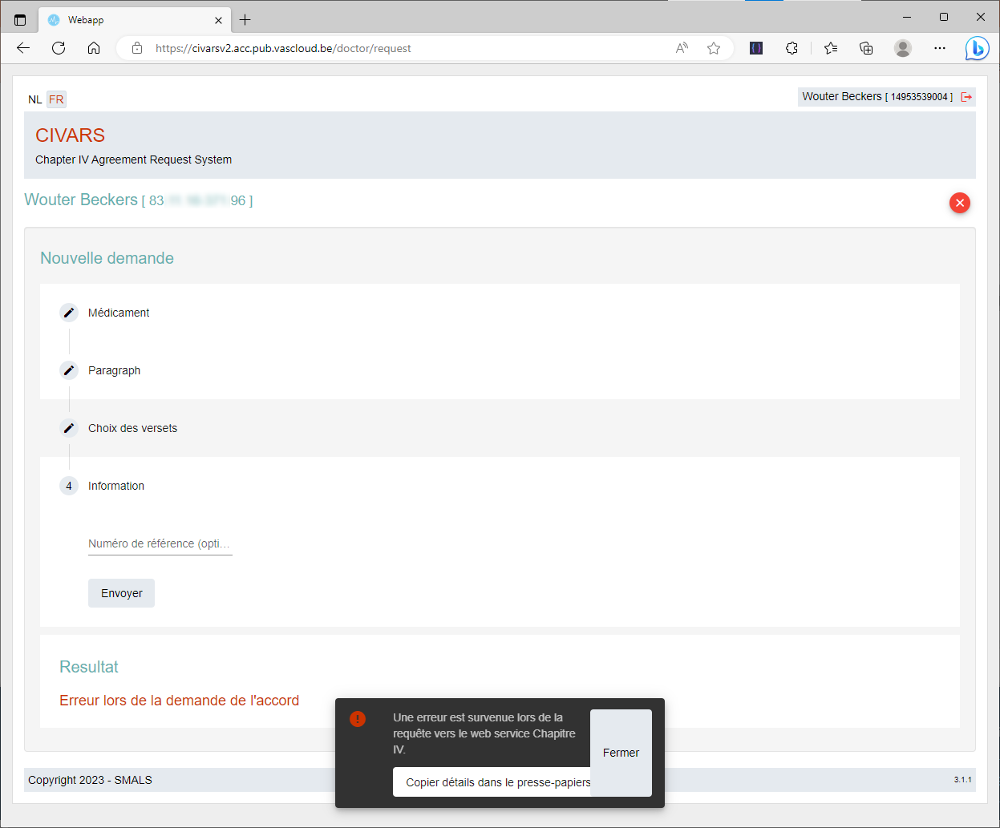 Webapp
https://civarsv2.acc.pub.vascloud.be/doctor/request
NL FR
Wouter Beckers [ 14953539004 ]
CIVARS
Chapter IV Agreement Request System
Wouter Beckers [ 83 96 ]
Nouvelle demande
Médicament
Paragraph
Choix des versets
4 Information
Numéro de référence (opti…
Envoyer
Resultat
Erreur lors de la demande de l'accord
Une erreur est survenue lors de la
requête vers le web service Chapitre
IV.
Fermer
Copier détails dans le presse-papiers
Copyright 2023 - SMALS
3.1.1